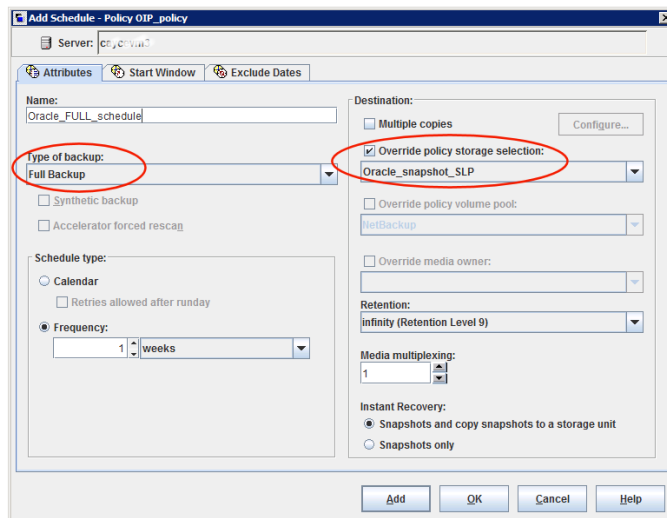 Add Schedule - Policy OIP_policy
Server:
Attributes
Start Window
Exclude Dates
Name:
Oracle_FULL_schedule
Type of backup:
Full Backup
Synthetic backup
Accelerator forced rescan
Schedule type:
Calendar
Retries allowed after runday
Frequency:
1 weeks
Destination:
Multiple copies
Configure...
Override policy storage selection:
Oracle_snapshot_SLP
Override policy volume pool:
NetBackup
Override media owner:
Retention:
infinity (Retention Level 9)
Media multiplexing:
1
Instant Recovery:
Snapshots and copy snapshots to a storage unit
Snapshots only
Add
OK
Cancel
Help